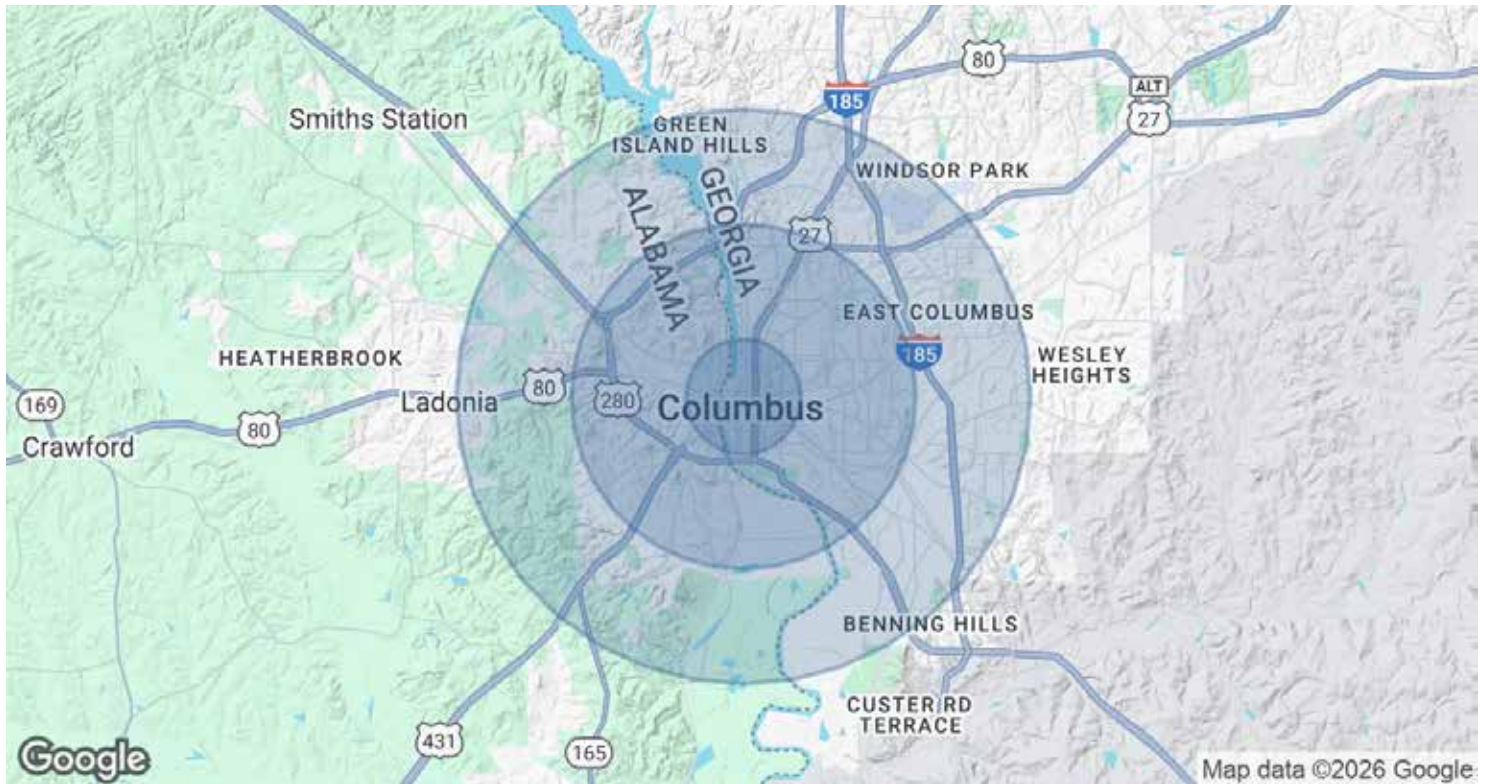 80
185
ALT
27
Smiths Station
GREEN
ISLAND HILLS
WINDSOR PARK
GEORGIA
ALABAMA
27
EAST COLUMBUS
185
HEATHERBROOK
WESLEY
HEIGHTS
80
280
Ladonia
Columbus
169
80
Crawford
BENNING HILLS
CUSTER RD
TERRACE
431
165
Google
Map data ©2026 Google